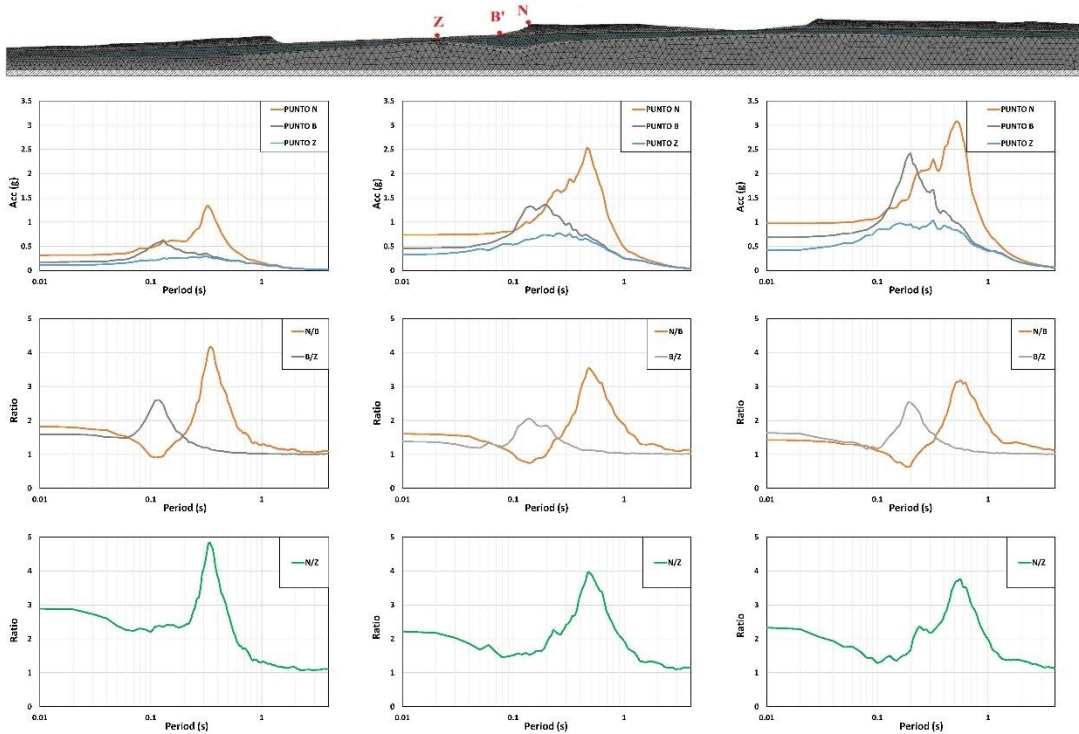 Z B' N
3.5 3 2.5 2 1.5 1 0.5 0
Acc (g)
PUNTO N
PUNTO B
PUNTO Z
0.01 0.1 1
Period (s)
3.5 3 2.5 2 1.5 1 0.5 0
Acc (g)
PUNTO N
PUNTO B
PUNTO Z
0.01 0.1 1
Period (s)
3.5 3 2.5 2 1.5 1 0.5 0
Acc (g)
PUNTO N
PUNTO B
PUNTO Z
0.01 0.1 1
Period (s)
5 4 3 2 1 0
Ratio
N/B
B/Z
0.01 0.1 1
Period (s)
5 4 3 2 1 0
Ratio
N/B
B/Z
0.01 0.1 1
Period (s)
5 4 3 2 1 0
Ratio
N/B
B/Z
0.01 0.1 1
Period (s)
5 4 3 2 1 0
Ratio
N/Z
0.01 0.1 1
Period (s)
5 4 3 2 1 0
Ratio
N/Z
0.01 0.1 1
Period (s)
5 4 3 2 1 0
Ratio
N/Z
0.01 0.1 1
Period (s)